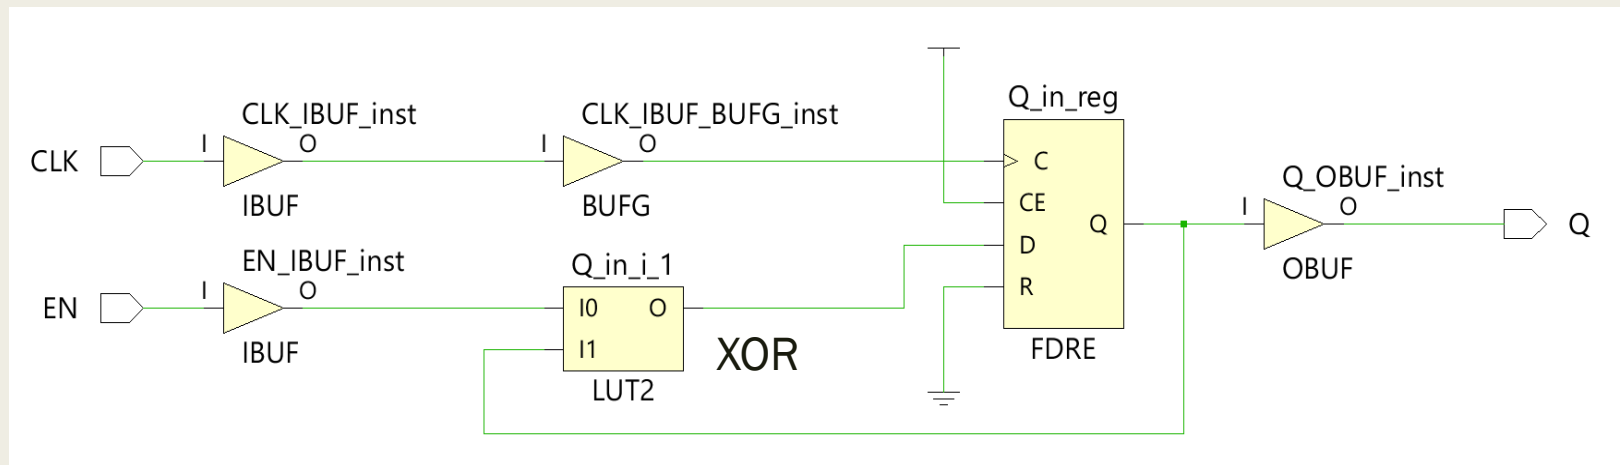 Q_in_reg
CLK_IBUF_inst
CLK_IBUF_BUFG_inst
I
O
I
O
CLK
C
Q_OBUF_inst
IBUF
BUFG
CE
I
O
Q
Q
EN_IBUF_inst
Q_in_i_1
D
OBUF
I
O
R
EN
I0
O
I1
XOR
FDRE
IBUF
LUT2